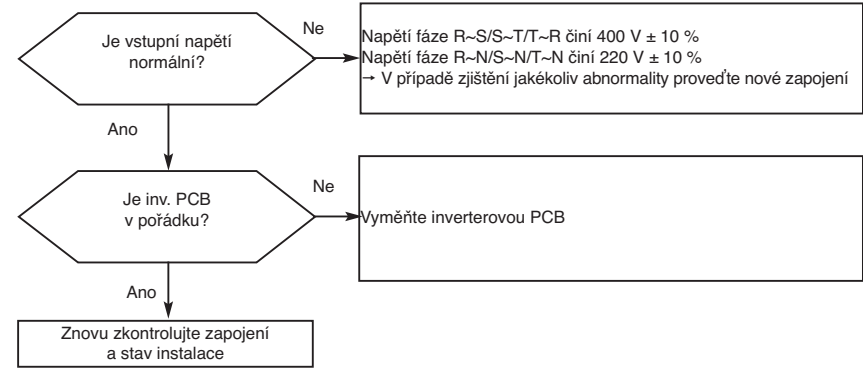 Je vstupní napětí
normální?
Ne
Napětí fáze R~S/S~T/T~R činí 400 V ± 10 %
Napětí fáze R~N/S~N/T~N činí 220 V ± 10 %
→ V případě zjištění jakékoliv abnormality proveďte nové zapojení
Ano
Je inv. PCB
v pořádku?
Ne
Vyměňte inverterovou PCB
Ano
Znovu zkontrolujte zapojení
a stav instalace